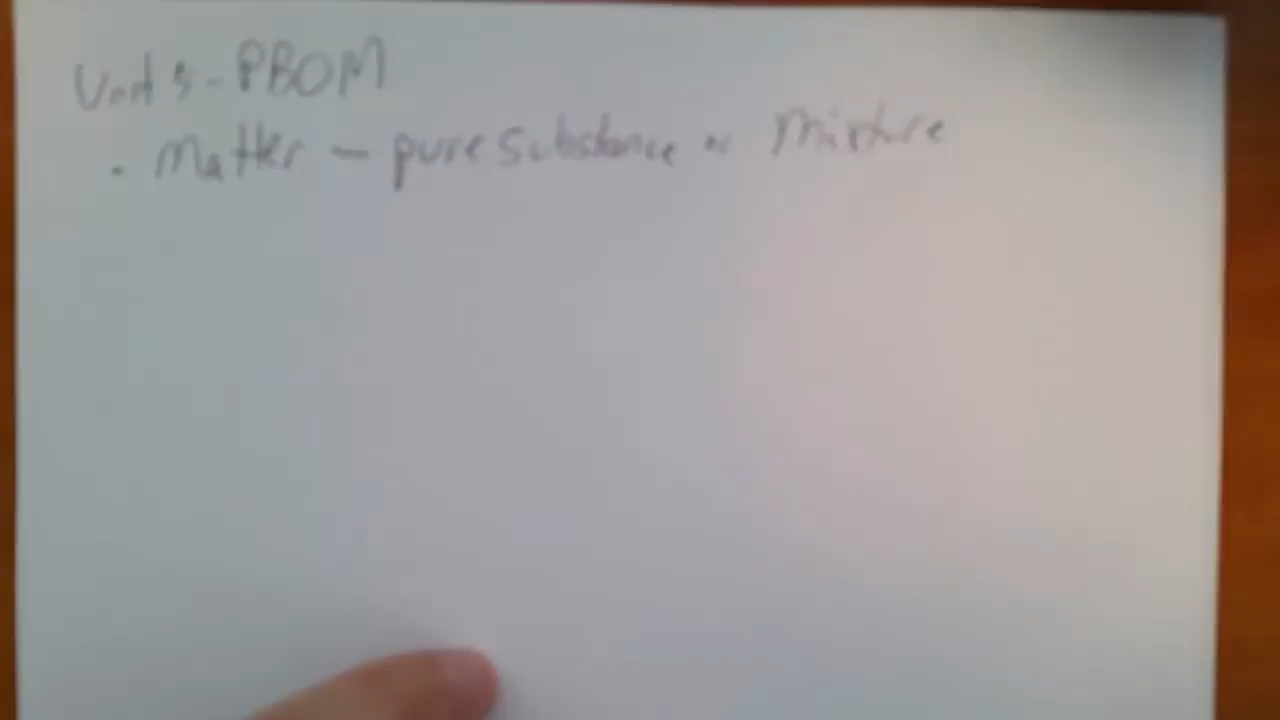 Unit 5 - PBOM
• Matter — pure substance or Mixture